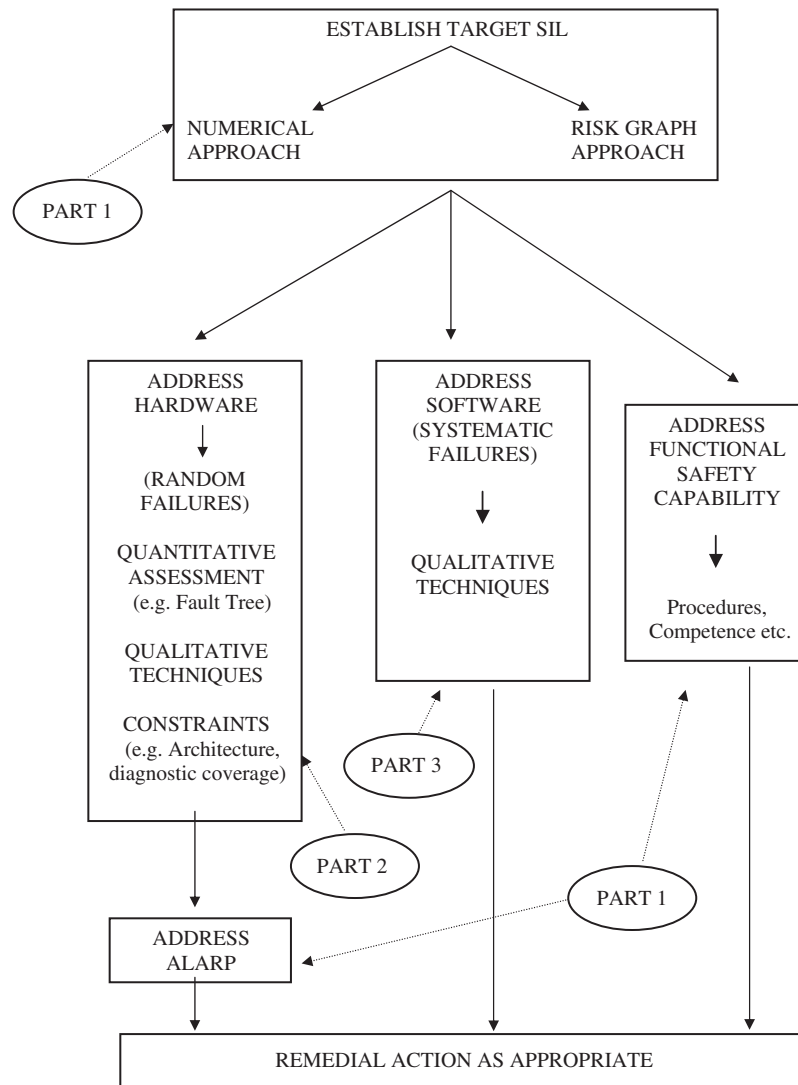 ESTABLISH TARGET SIL
NUMERICAL
APPROACH
RISK GRAPH
APPROACH
PART 1
ADDRESS
HARDWARE
(RANDOM
FAILURES)
QUANTITATIVE
ASSESSMENT
(e.g. Fault Tree)
QUALITATIVE
TECHNIQUES
CONSTRAINTS
(e.g. Architecture,
diagnostic coverage)
ADDRESS
SOFTWARE
(SYSTEMATIC
FAILURES)
QUALITATIVE
TECHNIQUES
ADDRESS
FUNCTIONAL
SAFETY
CAPABILITY
Procedures,
Competence etc.
PART 3
PART 2
PART 1
ADDRESS
ALARP
REMEDIAL ACTION AS APPROPRIATE